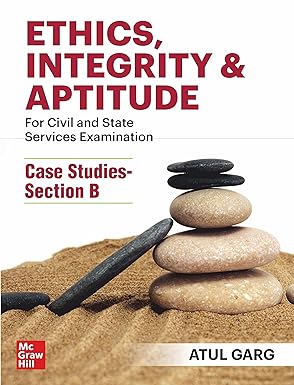 ETHICS,
INTEGRITY &
APTITUDE
For Civil and State
Services Examination
Case Studies-
Section B
Mc
Graw
Hill
ATUL GARG